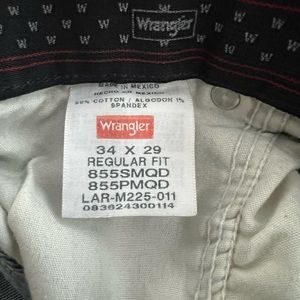 Wrangler
MADE IN MEXICO
HECHO EN MEXICO
99% COTTON / ALGODON 1%
SPANDEX
Wrangler
34 X 29
REGULAR FIT
855SMQD
855PMQD
LAR-M225-011
083624300114